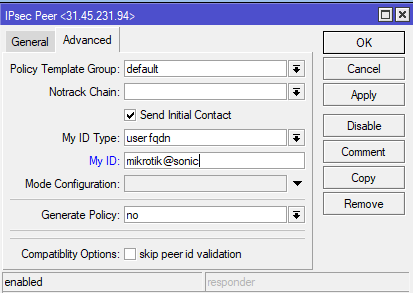 IPsec Peer <31.45.231.94>
General Advanced
Policy Template Group: default
Notrack Chain:
Send Initial Contact
My ID Type: user fqdn
My ID: mikrotik@sonic
Mode Configuration:
Generate Policy: no
Compatiblity Options: skip peer id validation
OK
Cancel
Apply
Disable
Comment
Copy
Remove
enabled responder